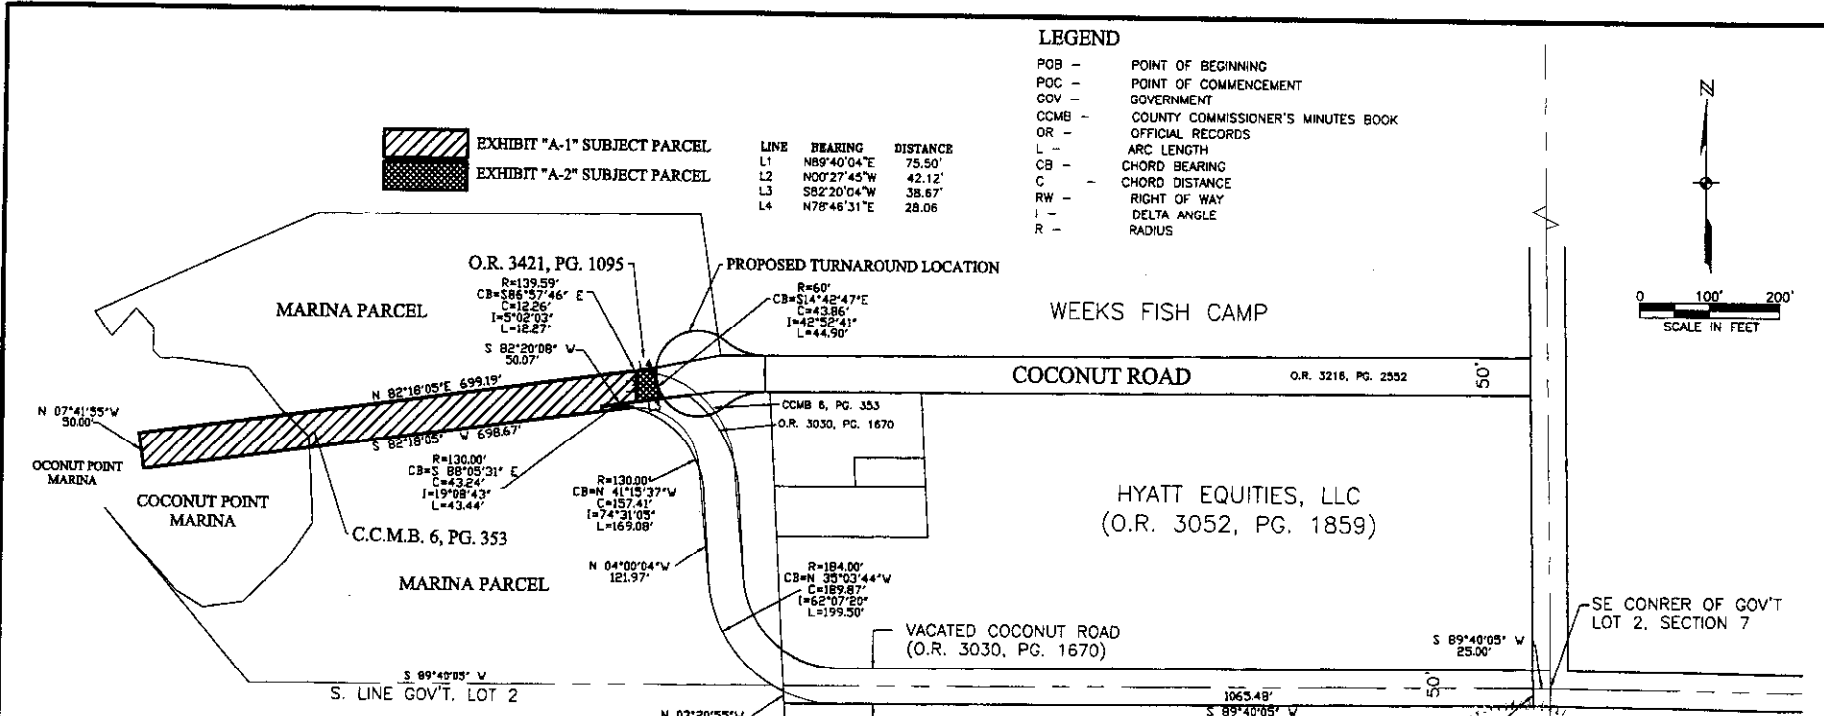 LEGEND
POB - POINT OF BEGINNING
POC - POINT OF COMMENCEMENT
GOV - GOVERNMENT
CCMB - COUNTY COMMISSIONER'S MINUTES BOOK
OR - OFFICIAL RECORDS
L - ARC LENGTH
CB - CHORD BEARING
C - CHORD DISTANCE
RW - RIGHT OF WAY
I - DELTA ANGLE
R - RADIUS
EXHIBIT "A-1" SUBJECT PARCEL
EXHIBIT "A-2" SUBJECT PARCEL
LINE BEARING DISTANCE
L1 N89°40'04"E 75.50'
L2 N00°27'45"W 42.12'
L3 S82°20'04"W 38.67'
L4 N78°46'31"E 28.06
N
0 100' 200'
SCALE IN FEET
O.R. 3421, PG. 1095
R=139.59'
CB=S86°57'46" E
C=12.26'
I=5°02'03"
L=12.27'
S 82°20'08" W
50.07'
PROPOSED TURNAROUND LOCATION
R=60'
CB=S14°42'47"E
C=43.86'
I=42°52'41"
L=44.90'
MARINA PARCEL
WEEKS FISH CAMP
COCONUT ROAD
O.R. 3216, PG. 2552
50'
N 82°18'05"E 699.19'
S 82°18'05" W 698.67'
N 07°41'55"W
50.00'
OCONUT POINT
MARINA
COCONUT POINT
MARINA
C.C.M.B. 6, PG. 353
R=130.00'
CB=S 88°05'31" E
C=43.24'
I=19°08'43"
L=43.44'
CCMB 6, PG. 353
O.R. 3030, PG. 1670
R=130.00'
CB=N 41°15'37"W
C=157.41'
I=74°31'05"
L=169.08'
HYATT EQUITIES, LLC
(O.R. 3052, PG. 1859)
MARINA PARCEL
N 04°00'04"W
121.97'
R=184.00'
CB=N 35°03'44"W
C=189.87'
I=62°07'20"
L=199.50'
VACATED COCONUT ROAD
(O.R. 3030, PG. 1670)
SE CONRER OF GOV'T
LOT 2, SECTION 7
S 89°40'05" W
25.00'
S 89°40'05" W
S. LINE GOV'T. LOT 2
1065.48'
50'
S 89°40'05" W